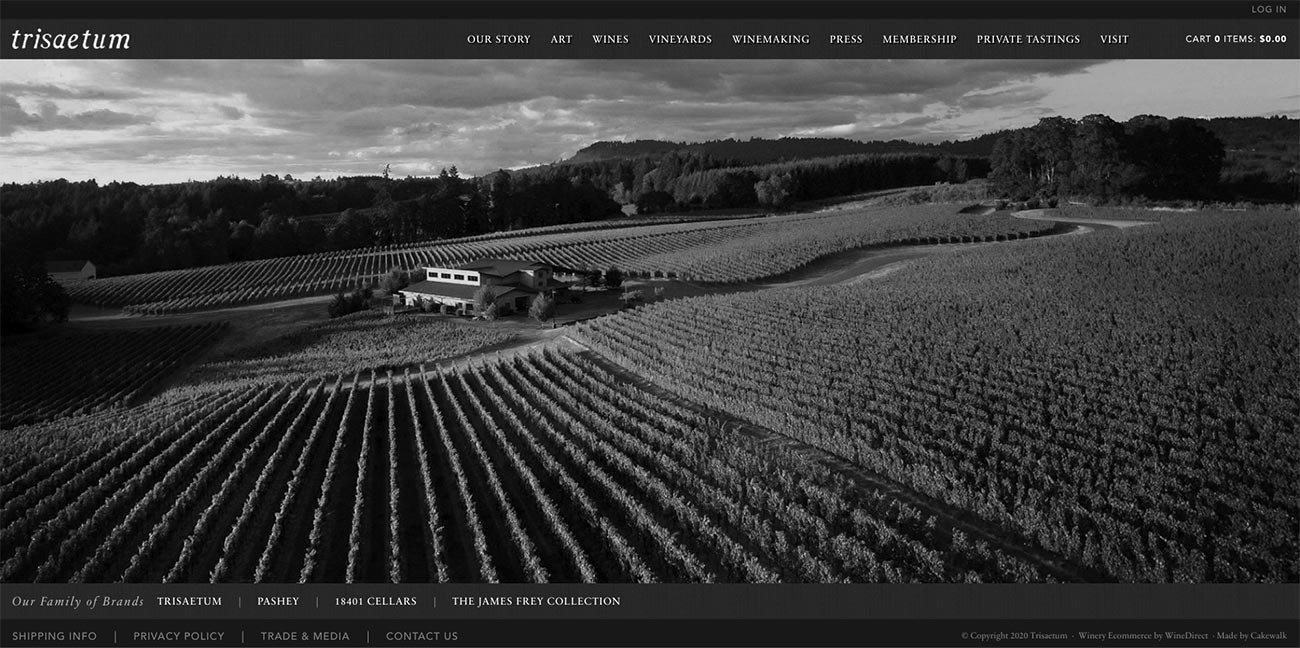 LOG IN
trisaetum OUR STORY ART WINES VINEYARDS WINEMAKING PRESS MEMBERSHIP PRIVATE TASTINGS VISIT CART 0 ITEMS: $0.00
Our Family of Brands TRISAETUM | PASHEY | 18401 CELLARS | THE JAMES FREY COLLECTION
SHIPPING INFO | PRIVACY POLICY | TRADE & MEDIA | CONTACT US © Copyright 2020 Trisaetum · Winery Ecommerce by WineDirect · Made by Cakewalk